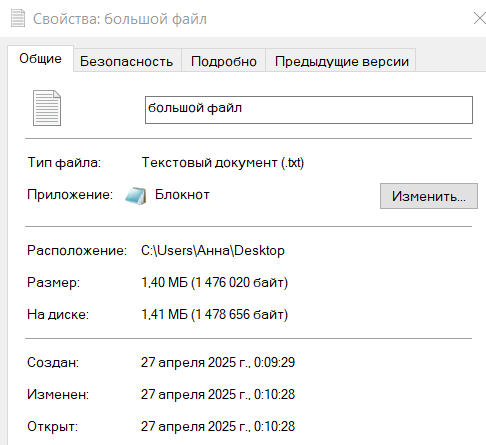 Свойства: большой файл
Общие Безопасность Подробно Предыдущие версии
большой файл
Тип файла: Текстовый документ (.txt)
Приложение: Блокнот Изменить...
Расположение: C:\Users\Анна\Desktop
Размер: 1,40 МБ (1 476 020 байт)
На диске: 1,41 МБ (1 478 656 байт)
Создан: 27 апреля 2025 г., 0:09:29
Изменен: 27 апреля 2025 г., 0:10:28
Открыт: 27 апреля 2025 г., 0:10:28